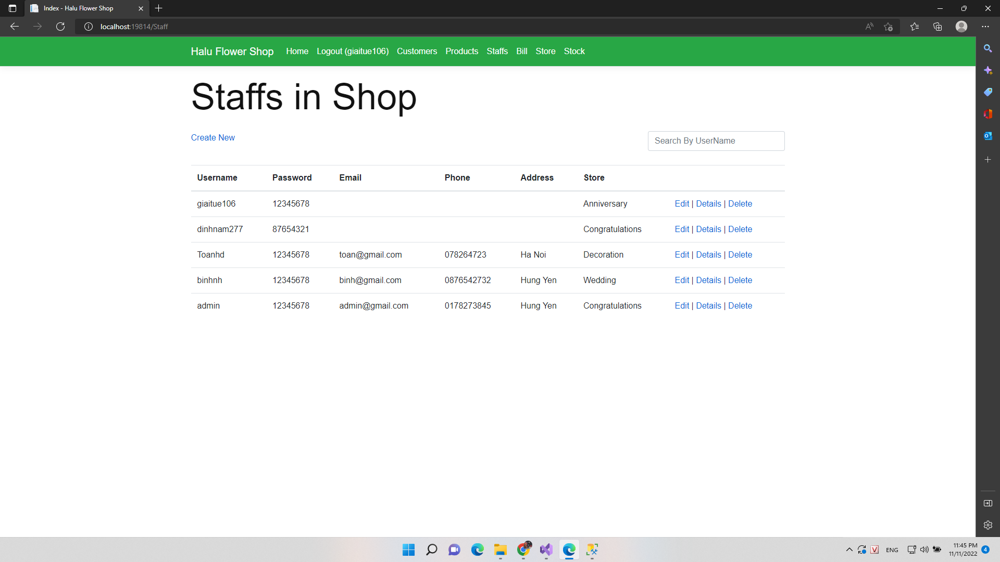 Index - Halu Flower Shop
localhost:19814/Staff
Halu Flower Shop Home Logout (giaitue106) Customers Products Staffs Bill Store Stock
Staffs in Shop
Create New
Search By UserName
Username Password Email Phone Address Store
giaitue106 12345678 Anniversary Edit | Details | Delete
dinhnam277 87654321 Congratulations Edit | Details | Delete
Toanhd 12345678 toan@gmail.com 078264723 Ha Noi Decoration Edit | Details | Delete
binhnh 12345678 binh@gmail.com 0876542732 Hung Yen Wedding Edit | Details | Delete
admin 12345678 admin@gmail.com 0178273845 Hung Yen Congratulations Edit | Details | Delete
ENG
11:45 PM
11/11/2022
4